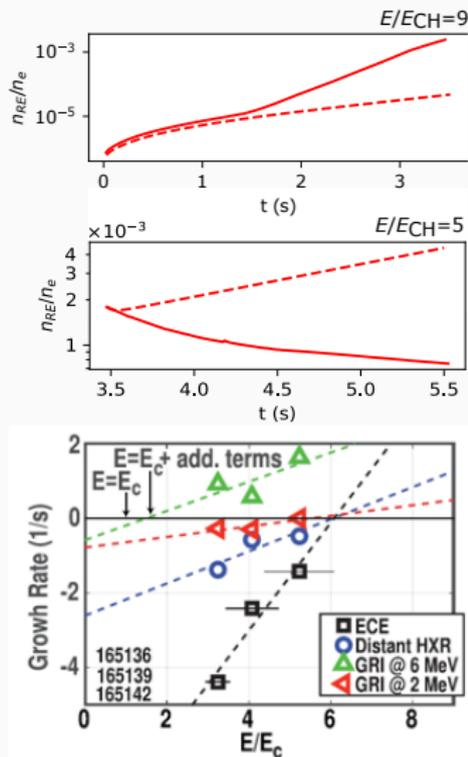 E/E_CH=9
10^-3
10^-5
n_RE/n_e
0 1 2 3
t (s)
E/E_CH=5
×10^-3
4
3
2
1
n_RE/n_e
3.5 4.0 4.5 5.0 5.5
t (s)
2
0
-2
-4
Growh Rate (1/s)
E=E_c+ add. terms
E=E_c
165136
165139
165142
ECE
Distant HXR
GRI @ 6 MeV
GRI @ 2 MeV
0 2 4 6 8
E/E_c